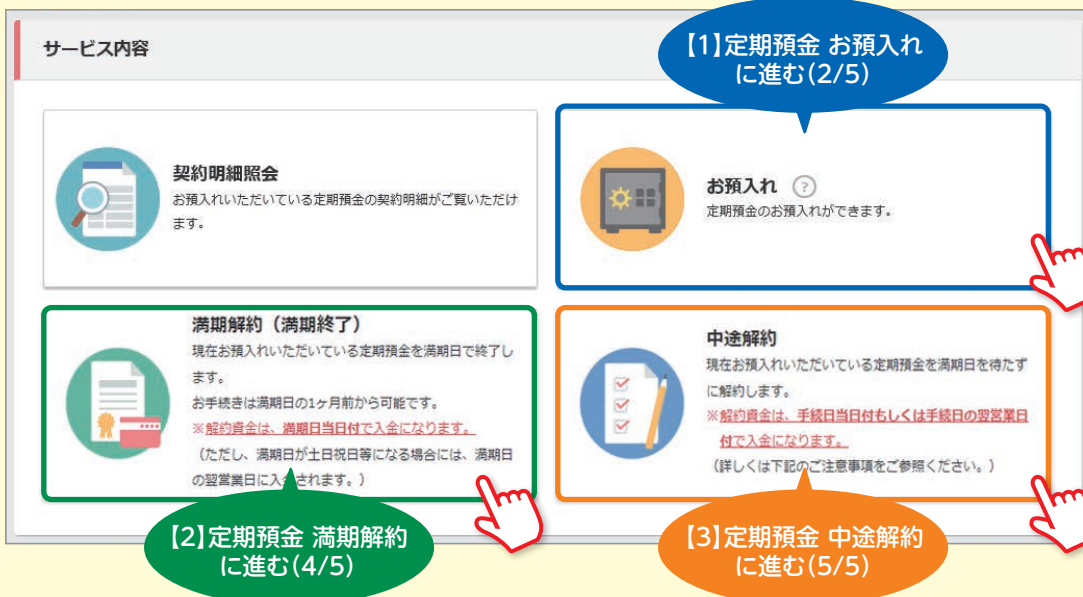 サービス内容
【1】定期預金 お預入れ
に進む(2/5)
契約明細照会
お預入れいただいている定期預金の契約明細がご覧いただけ
ます。
お預入れ ?
定期預金のお預入れができます。
満期解約（満期終了）
現在お預入れいただいている定期預金を満期日で終了し
ます。
お手続きは満期日の1ヶ月前から可能です。
※解約資金は、満期日当日付で入金になります。
（ただし、満期日が土日祝日等になる場合には、満期日
の翌営業日に入金されます。）
中途解約
現在お預入れいただいている定期預金を満期日を待たず
に解約します。
※解約資金は、手続日当日付もしくは手続日の翌営業日
付で入金になります。
（詳しくは下記のご注意事項をご参照ください。）
【2】定期預金 満期解約
に進む(4/5)
【3】定期預金 中途解約
に進む(5/5)